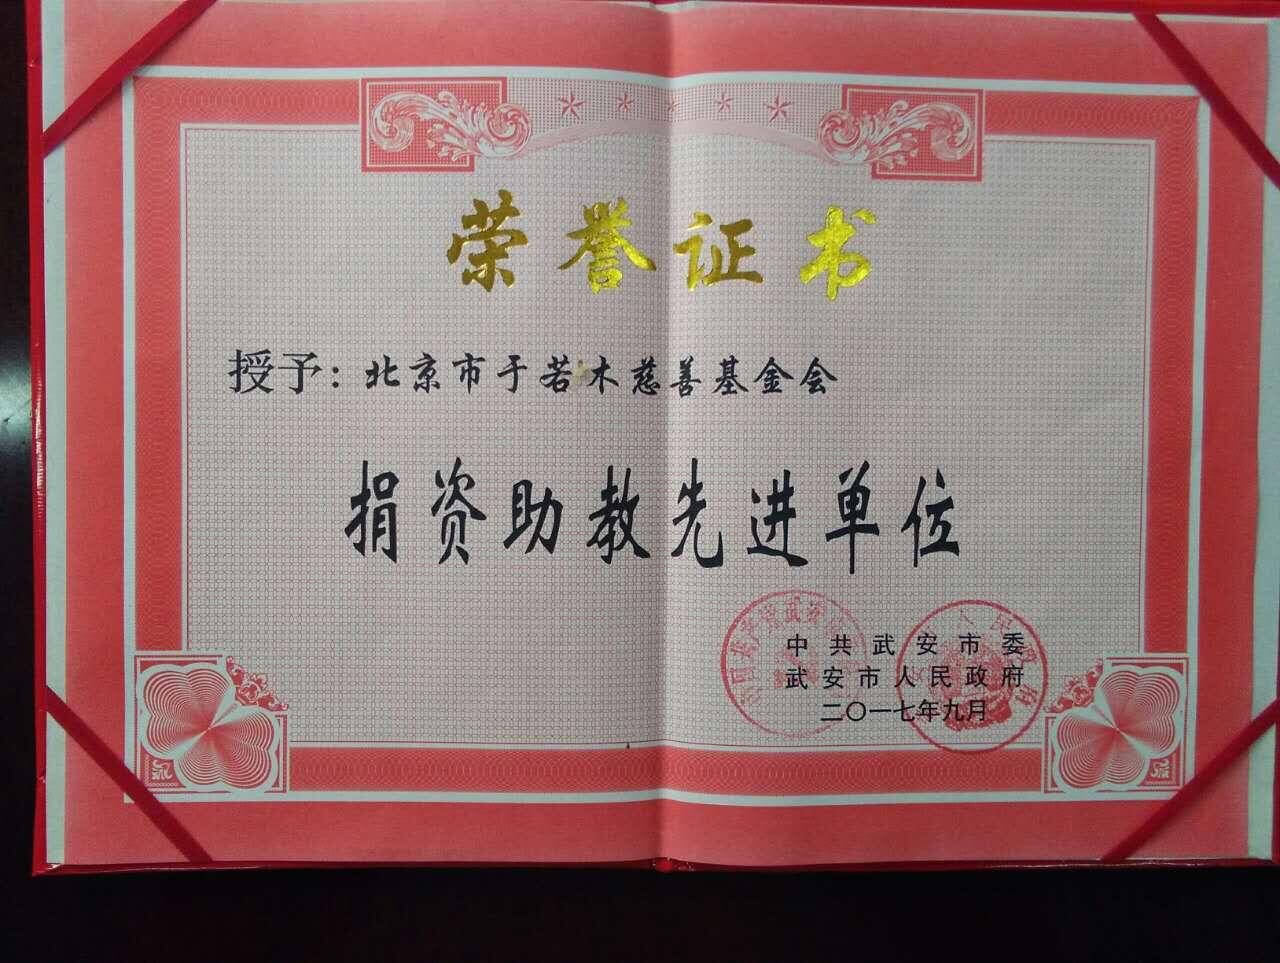 荣誉证书
授予：北京市于若木慈善基金会
捐资助教先进单位
中共武安市委
武安市人民政府
二〇一七年九月